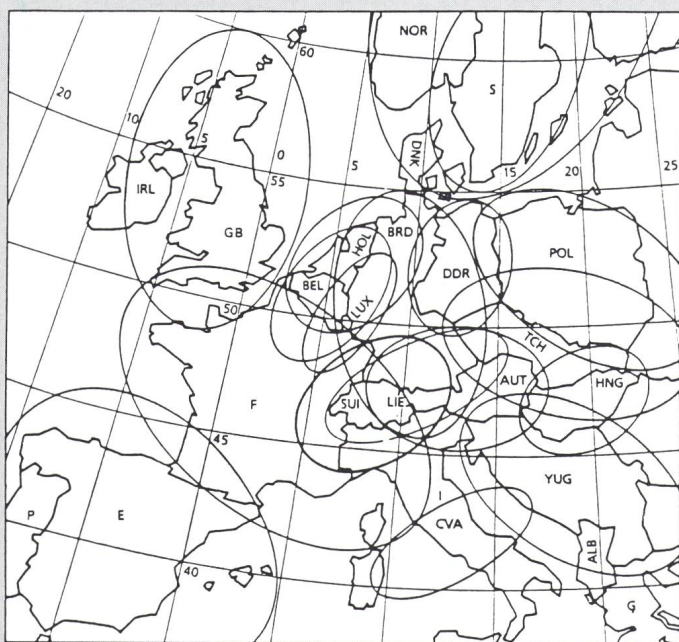 NOR
60
S
20
10
5
0
55
5
DNK
15
20
25
IRL
GB
HOL
BRD
DDR
POL
BEL
LUX
50
TCH
F
SUI
LIE
AUT
HNG
45
P
E
I
CVA
YUG
ALB
40
G